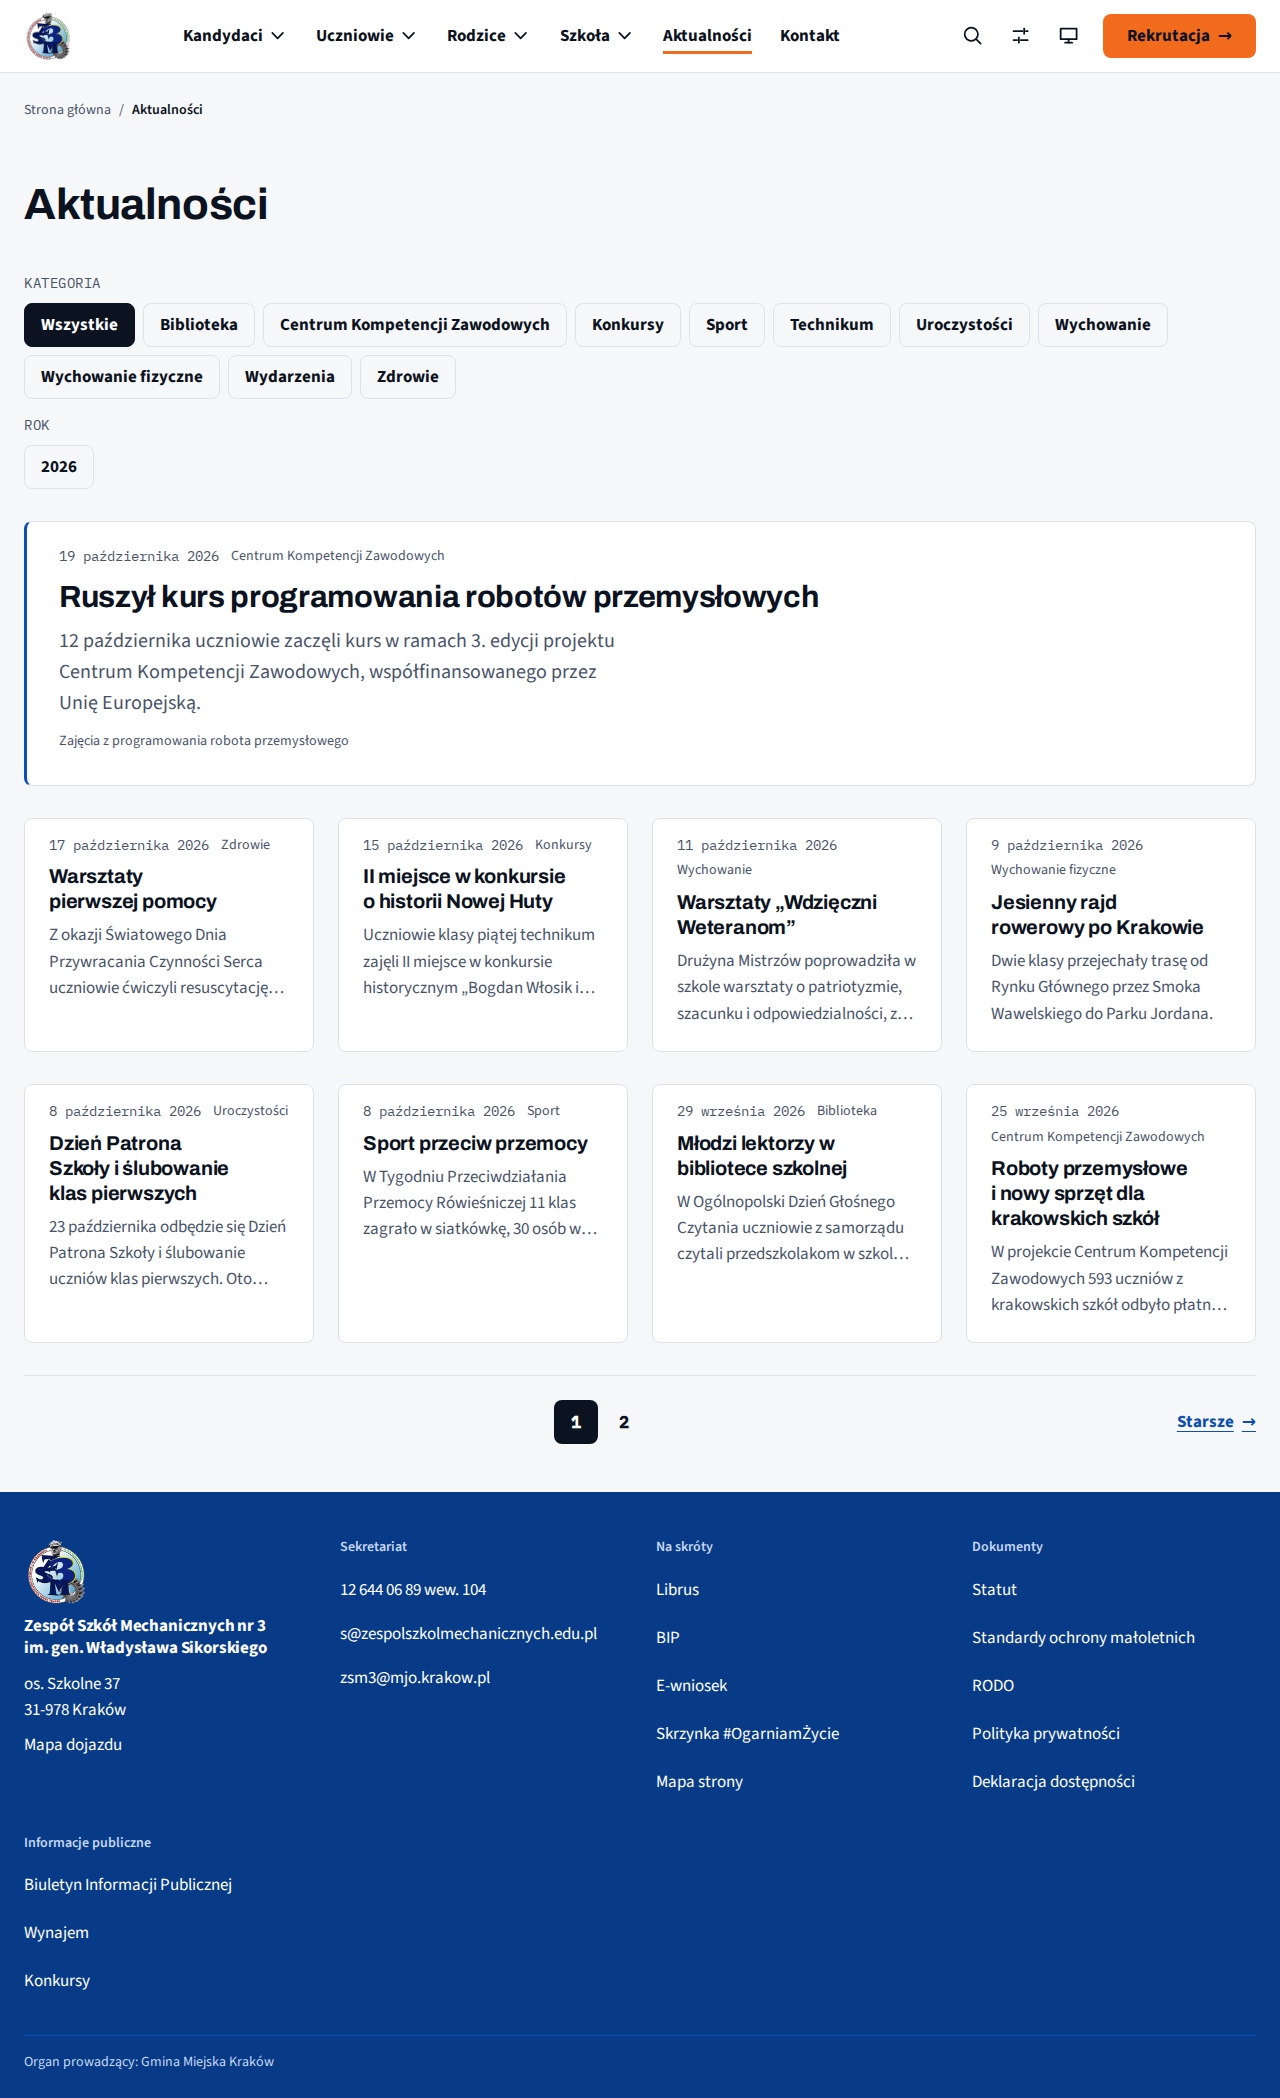 Kandydaci Uczniowie Rodzice Szkoła Aktualności Kontakt Rekrutacja →
Strona główna / Aktualności
Aktualności
KATEGORIA
Wszystkie Biblioteka Centrum Kompetencji Zawodowych Konkursy Sport Technikum Uroczystości Wychowanie
Wychowanie fizyczne Wydarzenia Zdrowie
ROK
2026
19 października 2026 Centrum Kompetencji Zawodowych
Ruszył kurs programowania robotów przemysłowych
12 października uczniowie zaczęli kurs w ramach 3. edycji projektu
Centrum Kompetencji Zawodowych, współfinansowanego przez
Unię Europejską.
Zajęcia z programowania robota przemysłowego
17 października 2026 Zdrowie
Warsztaty
pierwszej pomocy
Z okazji Światowego Dnia
Przywracania Czynności Serca
uczniowie ćwiczyli resuscytację…
15 października 2026 Konkursy
II miejsce w konkursie
o historii Nowej Huty
Uczniowie klasy piątej technikum
zajęli II miejsce w konkursie
historycznym „Bogdan Włosik i…
11 października 2026
Wychowanie
Warsztaty „Wdzięczni
Weteranom”
Drużyna Mistrzów poprowadziła w
szkole warsztaty o patriotyzmie,
szacunku i odpowiedzialności, z…
9 października 2026
Wychowanie fizyczne
Jesienny rajd
rowerowy po Krakowie
Dwie klasy przejechały trasę od
Rynku Głównego przez Smoka
Wawelskiego do Parku Jordana.
8 października 2026 Uroczystości
Dzień Patrona
Szkoły i ślubowanie
klas pierwszych
23 października odbędzie się Dzień
Patrona Szkoły i ślubowanie
uczniów klas pierwszych. Oto…
8 października 2026 Sport
Sport przeciw przemocy
W Tygodniu Przeciwdziałania
Przemocy Rówieśniczej 11 klas
zagrało w siatkówkę, 30 osób w…
29 września 2026 Biblioteka
Młodzi lektorzy w
bibliotece szkolnej
W Ogólnopolski Dzień Głośnego
Czytania uczniowie z samorządu
czytali przedszkolakom w szkol…
25 września 2026
Centrum Kompetencji Zawodowych
Roboty przemysłowe
i nowy sprzęt dla
krakowskich szkół
W projekcie Centrum Kompetencji
Zawodowych 593 uczniów z
krakowskich szkół odbyło płatn…
1 2 Starsze →
Zespół Szkół Mechanicznych nr 3
im. gen. Władysława Sikorskiego
os. Szkolne 37
31-978 Kraków
Mapa dojazdu
Sekretariat
12 644 06 89 wew. 104
s@zespolszkolmechanicznych.edu.pl
zsm3@mjo.krakow.pl
Na skróty
Librus
BIP
E-wniosek
Skrzynka #OgarniamŻycie
Mapa strony
Dokumenty
Statut
Standardy ochrony małoletnich
RODO
Polityka prywatności
Deklaracja dostępności
Informacje publiczne
Biuletyn Informacji Publicznej
Wynajem
Konkursy
Organ prowadzący: Gmina Miejska Kraków